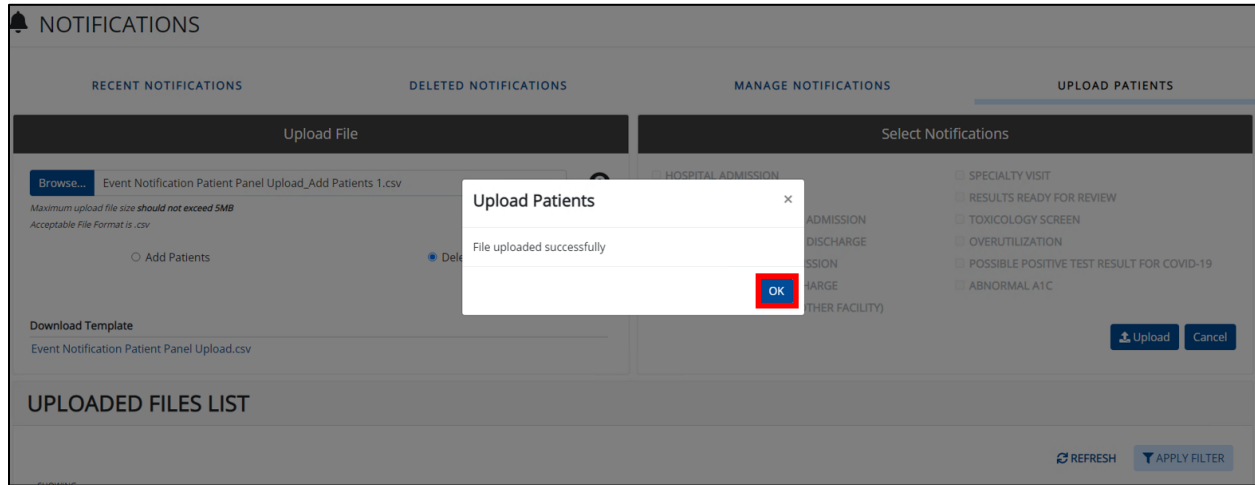 NOTIFICATIONS
RECENT NOTIFICATIONS
DELETED NOTIFICATIONS
MANAGE NOTIFICATIONS
UPLOAD PATIENTS
Upload File
Browse...
Event Notification Patient Panel Upload_Add Patients 1.csv
Maximum upload file size should not exceed 5MB
Acceptable File Format is .csv
Add Patients
Dele
Download Template
Event Notification Patient Panel Upload.csv
Upload Patients
×
File uploaded successfully
OK
Select Notifications
HOSPITAL ADMISSION
ADMISSION
DISCHARGE
SSION
HARGE
THER FACILITY)
SPECIALTY VISIT
RESULTS READY FOR REVIEW
TOXICOLOGY SCREEN
OVERUTILIZATION
POSSIBLE POSITIVE TEST RESULT FOR COVID-19
ABNORMAL A1C
Upload
Cancel
UPLOADED FILES LIST
REFRESH
APPLY FILTER